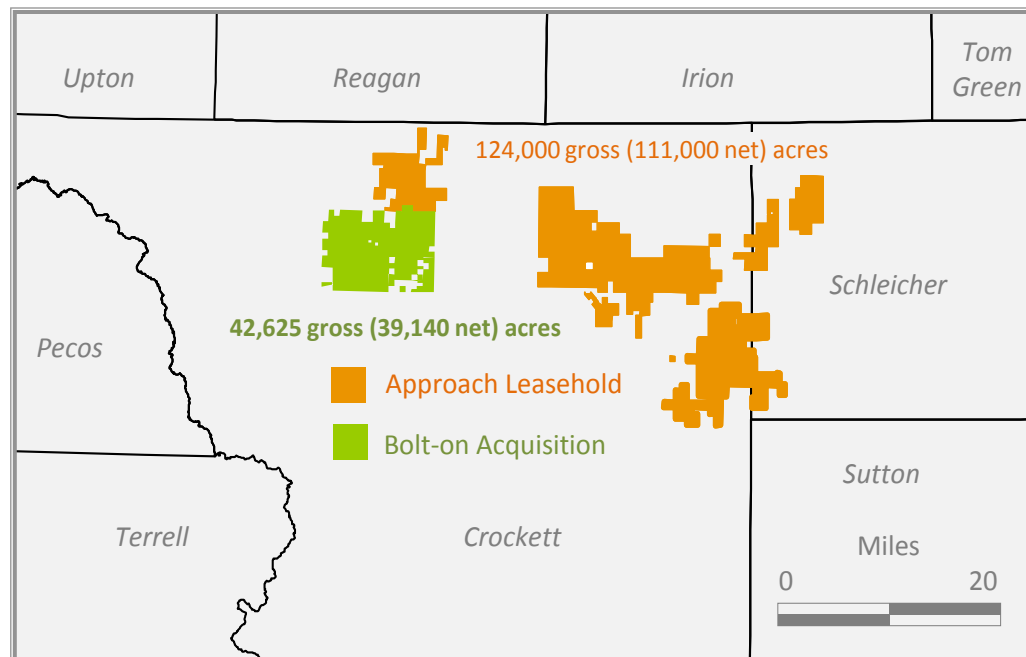 Upton
Reagan
Irion
Tom
Green
124,000 gross (111,000 net) acres
Schleicher
42,625 gross (39,140 net) acres
Pecos
Approach Leasehold
Bolt-on Acquisition
Sutton
Terrell
Crockett
Miles
0 20